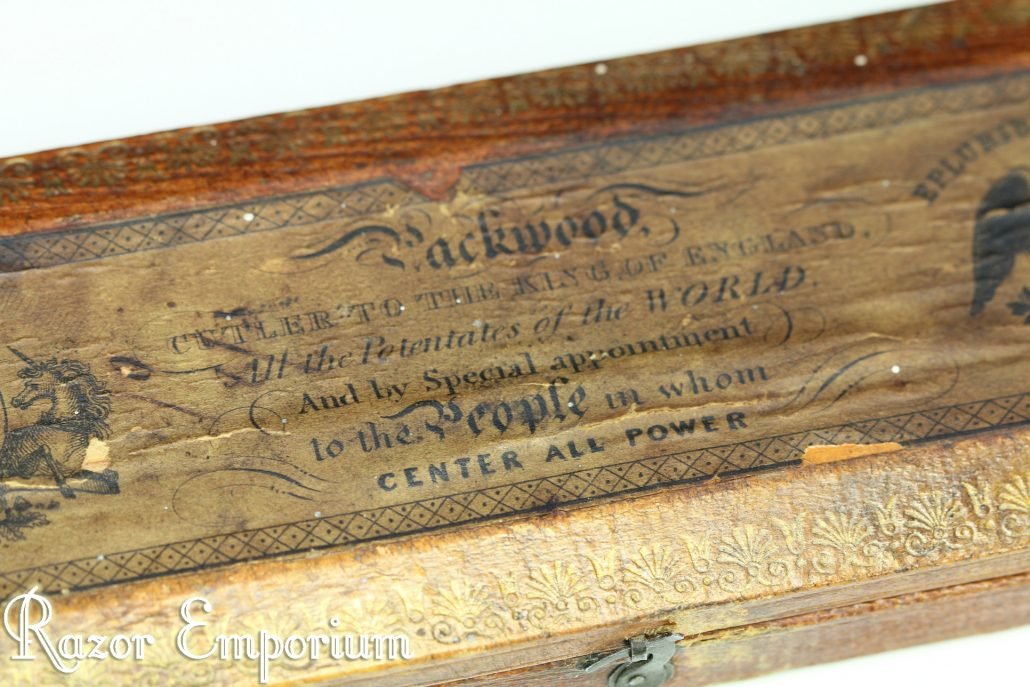 Packwood,
CUTLER TO THE KING OF ENGLAND.
All the Potentates of the WORLD.
And by Special appointment
to the People in whom
CENTER ALL POWER
EPLURIB
Razor Emporium